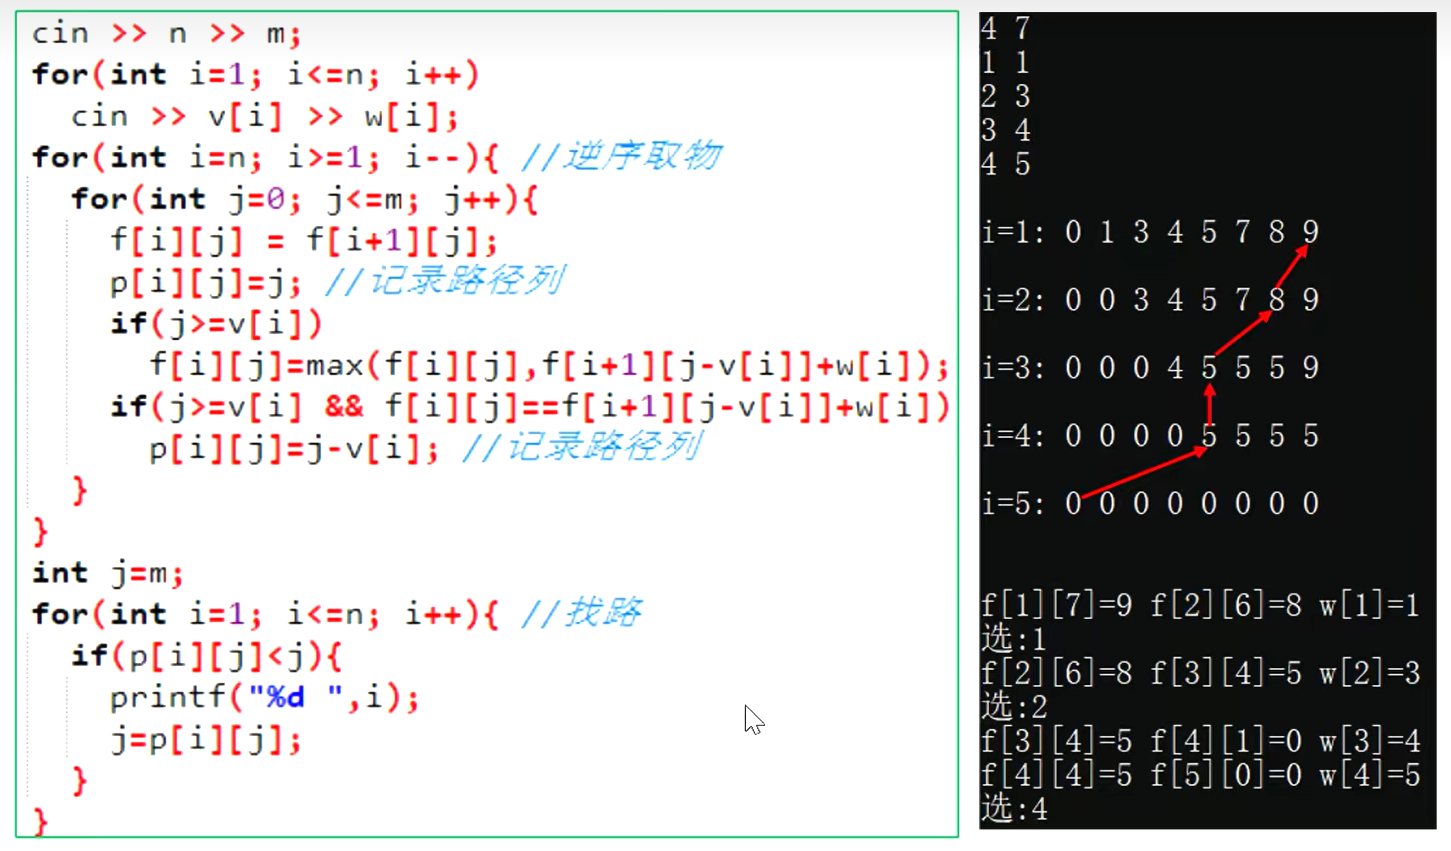 cin >> n >> m;
for(int i=1; i<=n; i++)
  cin >> v[i] >> w[i];
for(int i=n; i>=1; i--){ //逆序取物
  for(int j=0; j<=m; j++){
    f[i][j] = f[i+1][j];
    p[i][j]=j; //记录路径列
    if(j>=v[i])
      f[i][j]=max(f[i][j],f[i+1][j-v[i]]+w[i]);
    if(j>=v[i] && f[i][j]==f[i+1][j-v[i]]+w[i])
      p[i][j]=j-v[i]; //记录路径列
  }
}
int j=m;
for(int i=1; i<=n; i++){ //找路
  if(p[i][j]<j){
    printf("%d ",i);
    j=p[i][j];
  }
}
4 7
1 1
2 3
3 4
4 5
i=1: 0 1 3 4 5 7 8 9
i=2: 0 0 3 4 5 7 8 9
i=3: 0 0 0 4 5 5 5 9
i=4: 0 0 0 0 5 5 5 5
i=5: 0 0 0 0 0 0 0 0
f[1][7]=9 f[2][6]=8 w[1]=1
选:1
f[2][6]=8 f[3][4]=5 w[2]=3
选:2
f[3][4]=5 f[4][1]=0 w[3]=4
f[4][4]=5 f[5][0]=0 w[4]=5
选:4